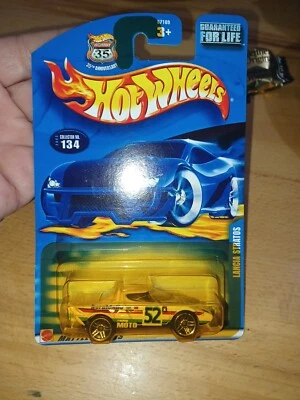 35
35TH ANNIVERSARY
3+
GUARANTEED
FOR LIFE
HOT WHEELS
COLLECTOR NO.
134
LANCIA STRATOS
52
MOTO